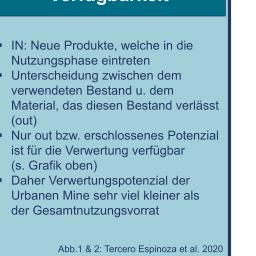 • IN: Neue Produkte, welche in die
Nutzungsphase eintreten
• Unterscheidung zwischen dem
verwendeten Bestand u. dem
Material, das diesen Bestand verlässt
(out)
• Nur out bzw. erschlossenes Potenzial
ist für die Verwertung verfügbar
(s. Grafik oben)
• Daher Verwertungspotenzial der
Urbanen Mine sehr viel kleiner als
der Gesamtnutzungsvorrat
Abb.1 & 2: Tercero Espinoza et al. 2020